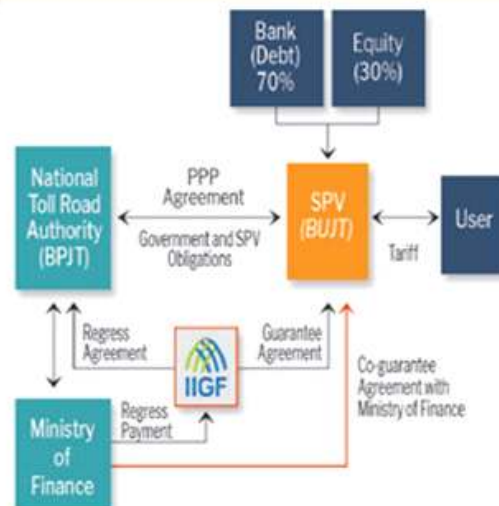 Bank
(Debt)
70%
Equity
(30%)
National
Toll Road
Authority
(BPJT)
PPP
Agreement
Government and SPV
Obligations
SPV
(BUJT)
Tariff
User
Regress
Agreement
IIGF
Guarantee
Agreement
Co-guarantee
Agreement with
Ministry of Finance
Regress
Payment
Ministry
of
Finance